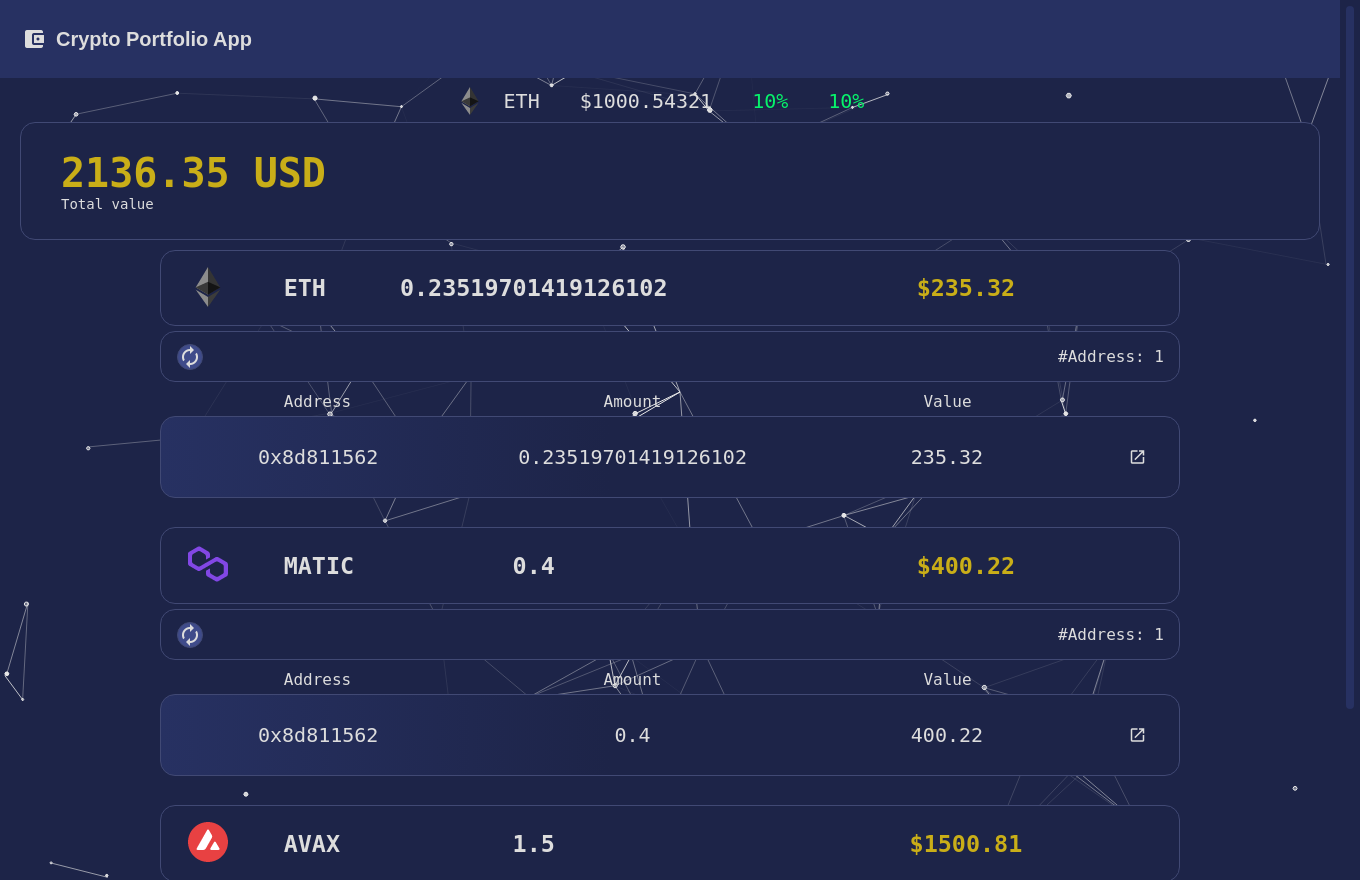 Crypto Portfolio App
ETH $1000.54321 10% 10%
2136.35 USD
Total value
ETH 0.23519701419126102 $235.32
#Address: 1
Address Amount Value
0x8d811562 0.23519701419126102 235.32
MATIC 0.4 $400.22
#Address: 1
Address Amount Value
0x8d811562 0.4 400.22
AVAX 1.5 $1500.81